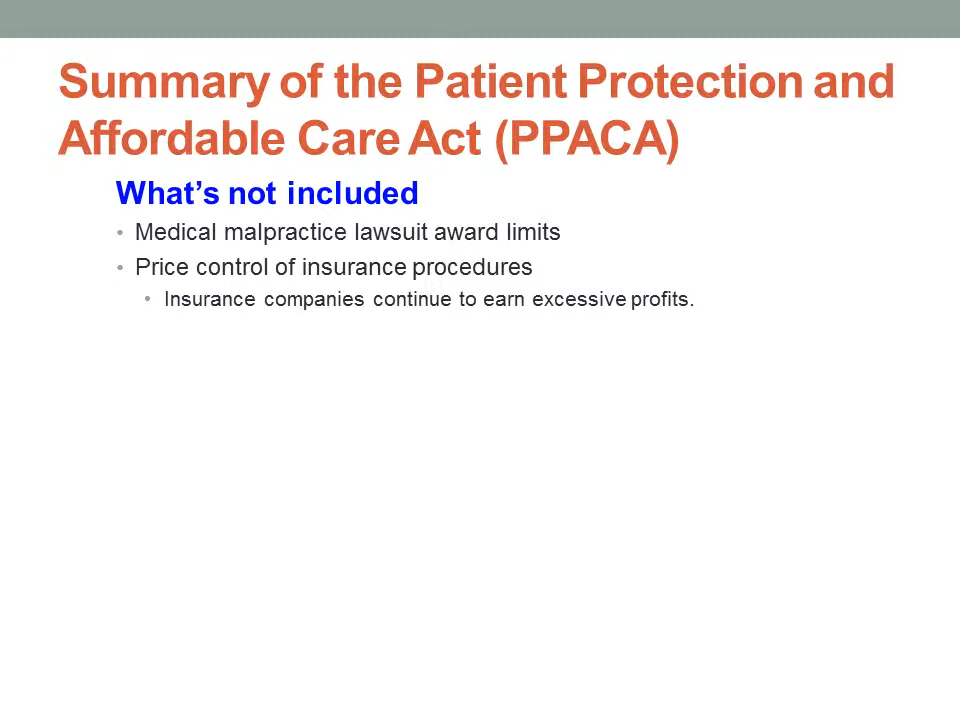 Summary of the Patient Protection and
Affordable Care Act (PPACA)
What’s not included
• Medical malpractice lawsuit award limits
• Price control of insurance procedures
• Insurance companies continue to earn excessive profits.